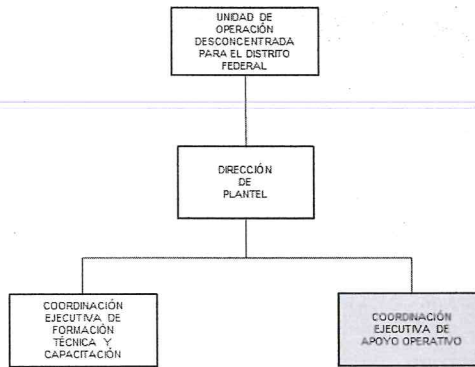 UNIDAD DE
OPERACIÓN
DESCONCENTRADA
PARA EL DISTRITO
FEDERAL
DIRECCIÓN
DE
PLANTEL
COORDINACIÓN
EJECUTIVA DE
FORMACIÓN
TÉCNICA Y
CAPACITACIÓN
COORDINACIÓN
EJECUTIVA DE
APOYO OPERATIVO